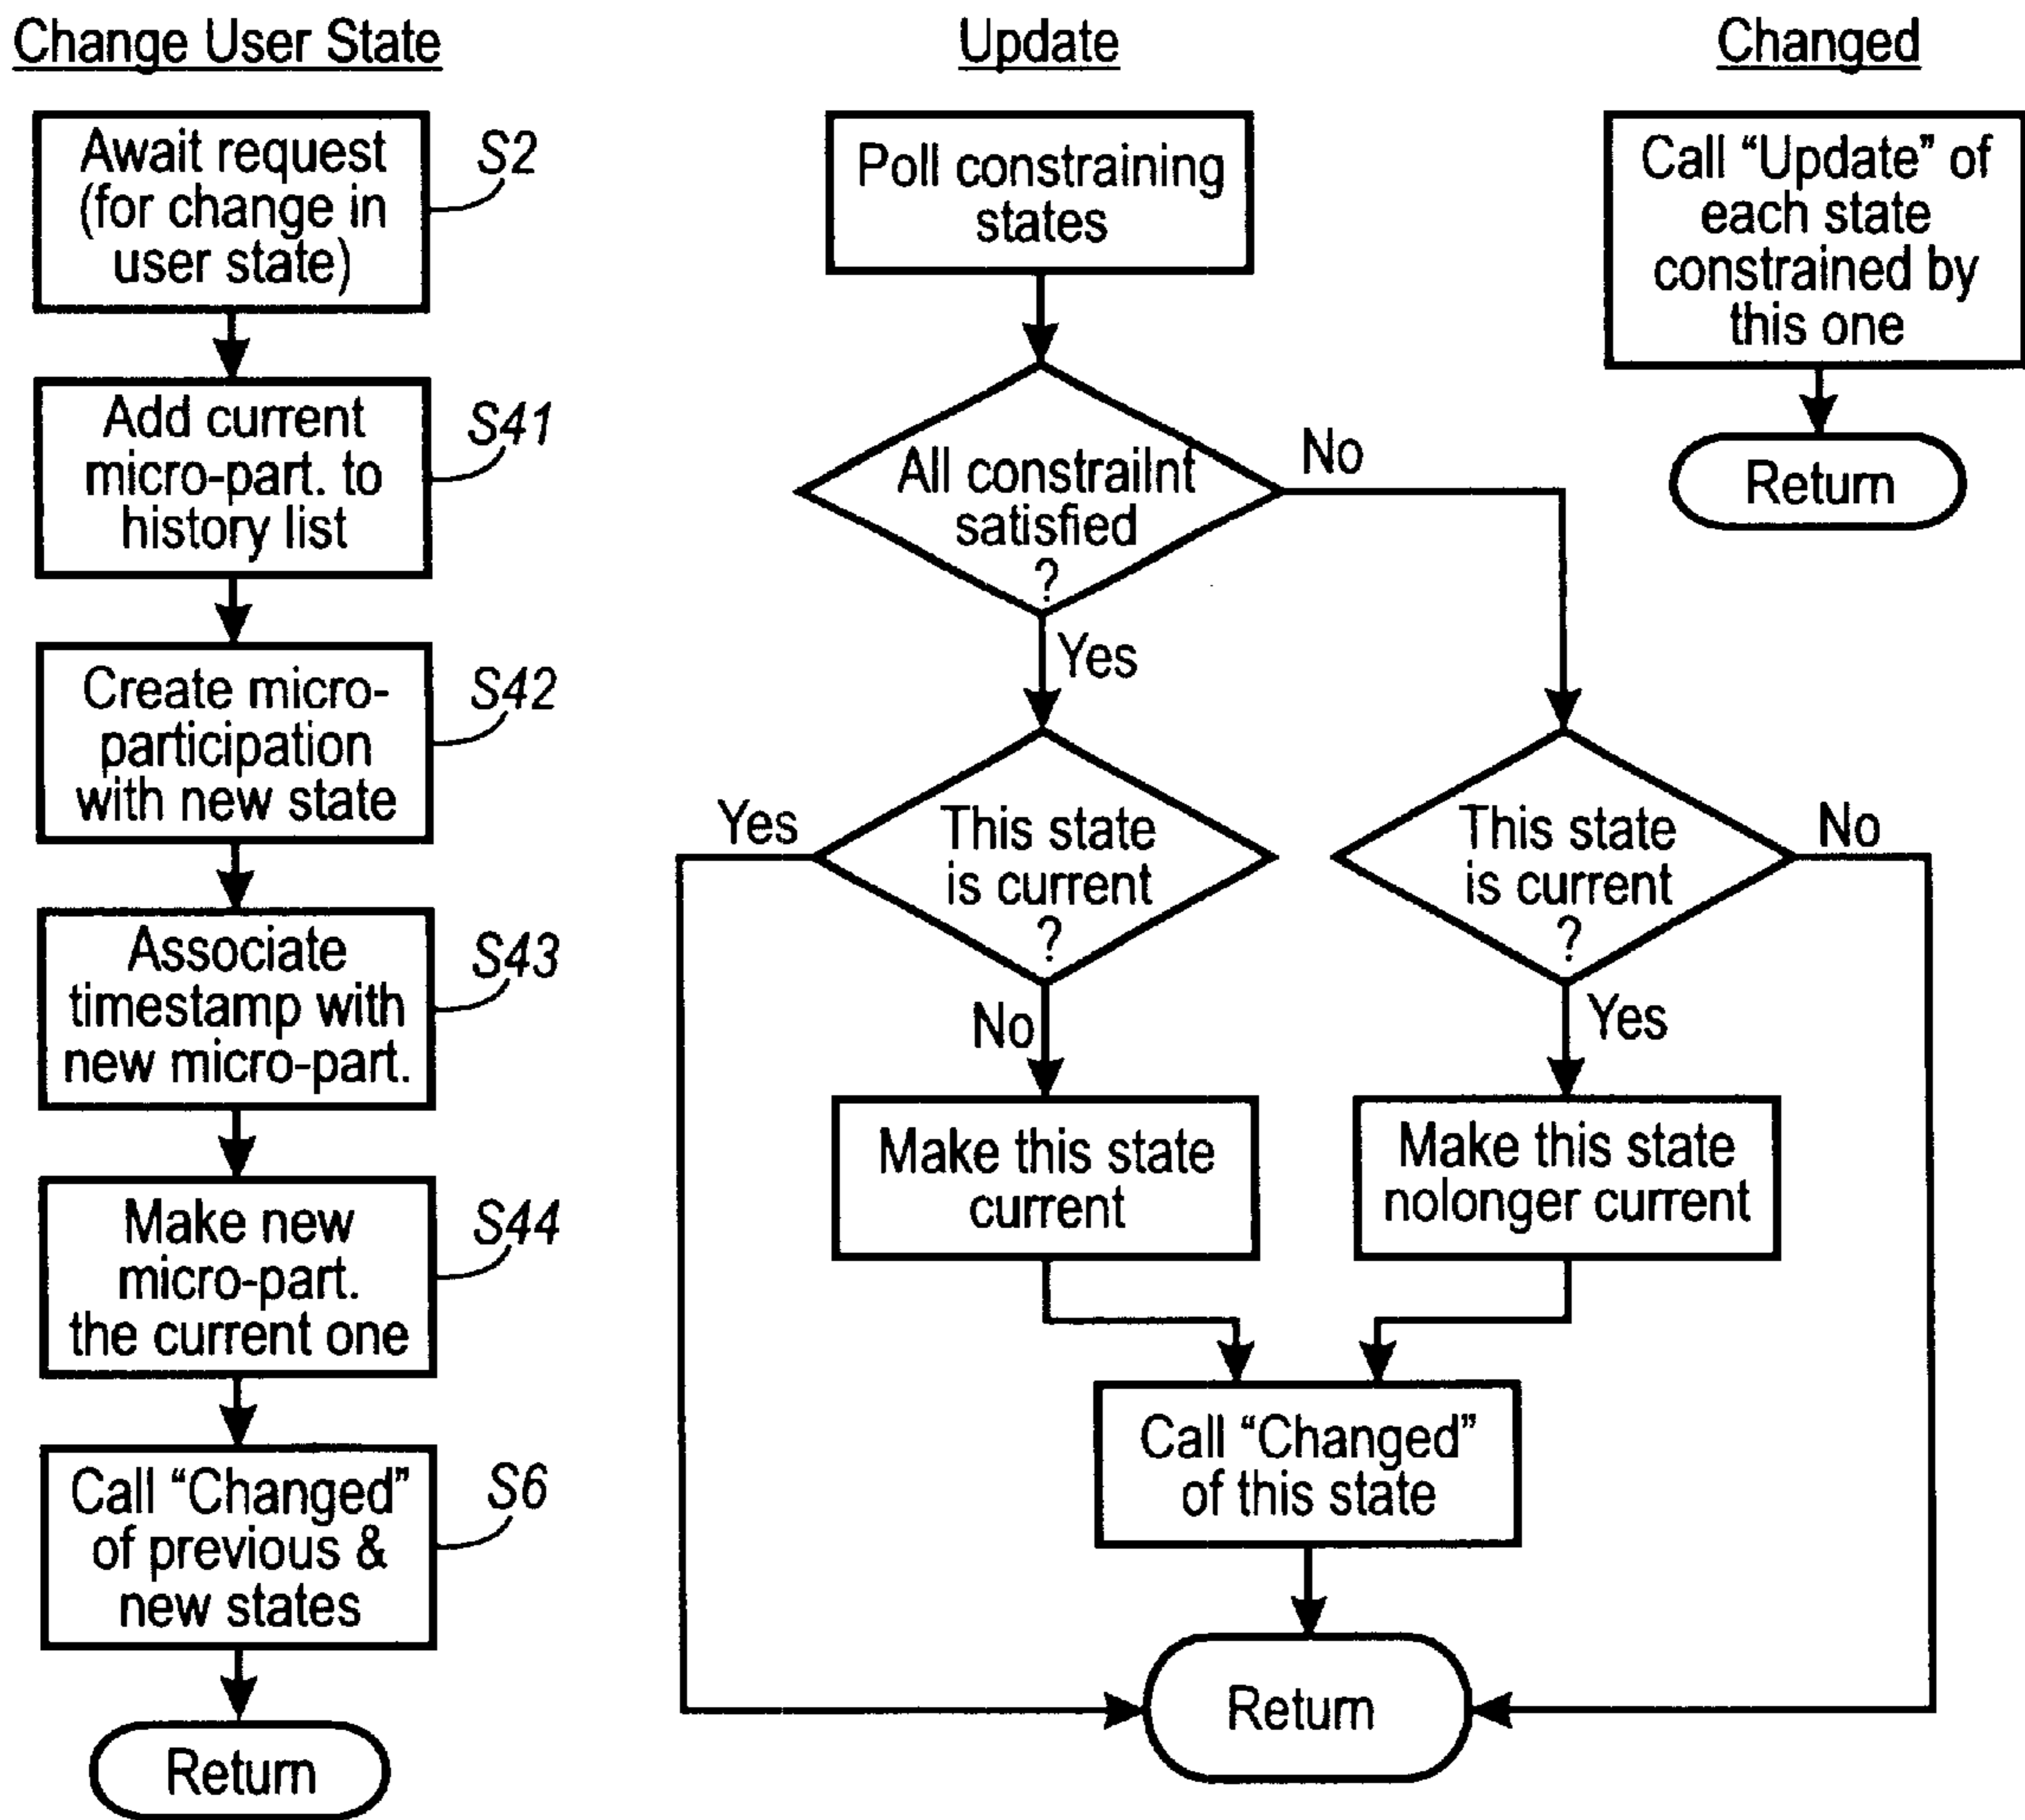 Change User State
Await request
(for change in
user state)
S2
Add current
micro-part. to
history list
S41
Create micro-
participation
with new state
S42
Associate
timestamp with
new micro-part.
S43
Make new
micro-part.
the current one
S44
Call “Changed”
of previous &
new states
S6
Return
Update
Poll constraining
states
All constrailnt
satisfied
?
No
Yes
This state
is current
?
Yes
No
This state
is current
?
No
Yes
Make this state
current
Make this state
nolonger current
Call “Changed”
of this state
Return
Changed
Call “Update” of
each state
constrained by
this one
Return